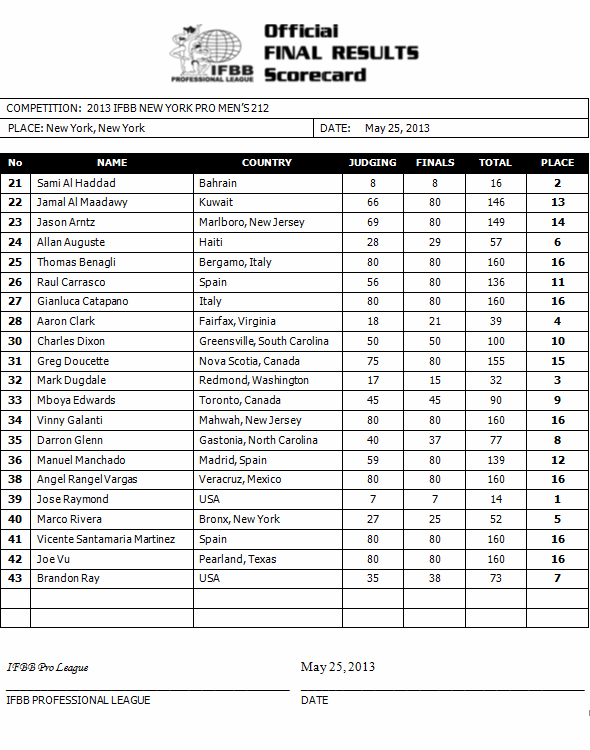 Official
FINAL RESULTS
Scorecard
IFBB
PROFESSIONAL LEAGUE
COMPETITION: 2013 IFBB NEW YORK PRO MEN'S 212
PLACE: New York, New York DATE: May 25, 2013
No NAME COUNTRY JUDGING FINALS TOTAL PLACE
21 Sami Al Haddad Bahrain 8 8 16 2
22 Jamal Al Maadawy Kuwait 66 80 146 13
23 Jason Arntz Marlboro, New Jersey 69 80 149 14
24 Allan Auguste Haiti 28 29 57 6
25 Thomas Benagli Bergamo, Italy 80 80 160 16
26 Raul Carrasco Spain 56 80 136 11
27 Gianluca Catapano Italy 80 80 160 16
28 Aaron Clark Fairfax, Virginia 18 21 39 4
30 Charles Dixon Greensville, South Carolina 50 50 100 10
31 Greg Doucette Nova Scotia, Canada 75 80 155 15
32 Mark Dugdale Redmond, Washington 17 15 32 3
33 Mboya Edwards Toronto, Canada 45 45 90 9
34 Vinny Galanti Mahwah, New Jersey 80 80 160 16
35 Darron Glenn Gastonia, North Carolina 40 37 77 8
36 Manuel Manchado Madrid, Spain 59 80 139 12
38 Angel Rangel Vargas Veracruz, Mexico 80 80 160 16
39 Jose Raymond USA 7 7 14 1
40 Marco Rivera Bronx, New York 27 25 52 5
41 Vicente Santamaria Martinez Spain 80 80 160 16
42 Joe Vu Pearland, Texas 80 80 160 16
43 Brandon Ray USA 35 38 73 7
IFBB Pro League May 25, 2013
IFBB PROFESSIONAL LEAGUE DATE